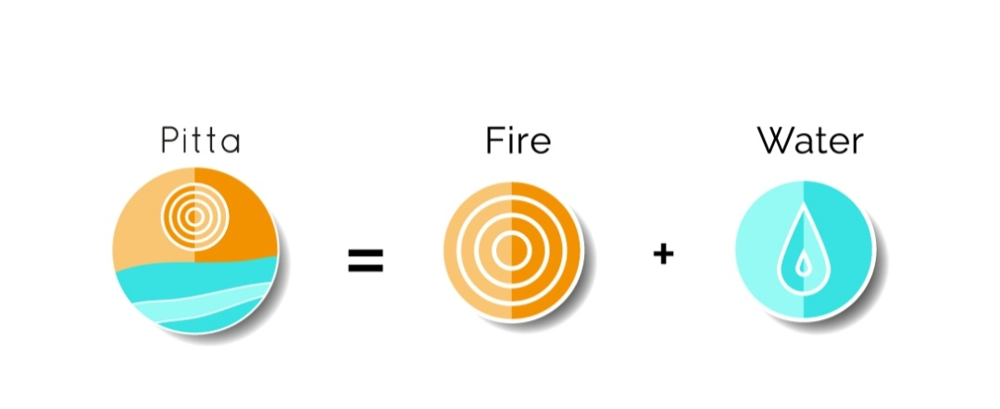 Pitta = Fire + Water